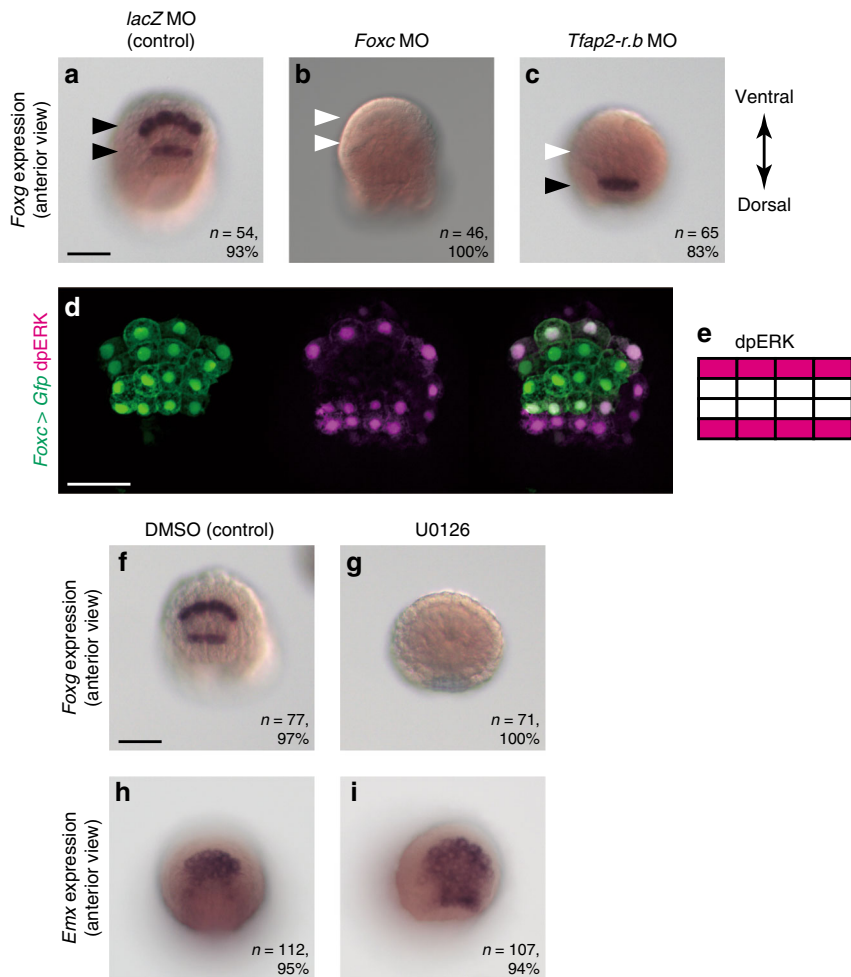 lacZ MO
(control)
Foxc MO
Tfap2-r.b MO
Foxg expression
(anterior view)
a
b
c
n = 54,
93%
n = 46,
100%
n = 65
83%
Ventral
Dorsal
Foxc > Gfp dpERK
d
e
dpERK
DMSO (control)
U0126
Foxg expression
(anterior view)
f
g
n = 77,
97%
n = 71,
100%
Emx expression
(anterior view)
h
i
n = 112,
95%
n = 107,
94%